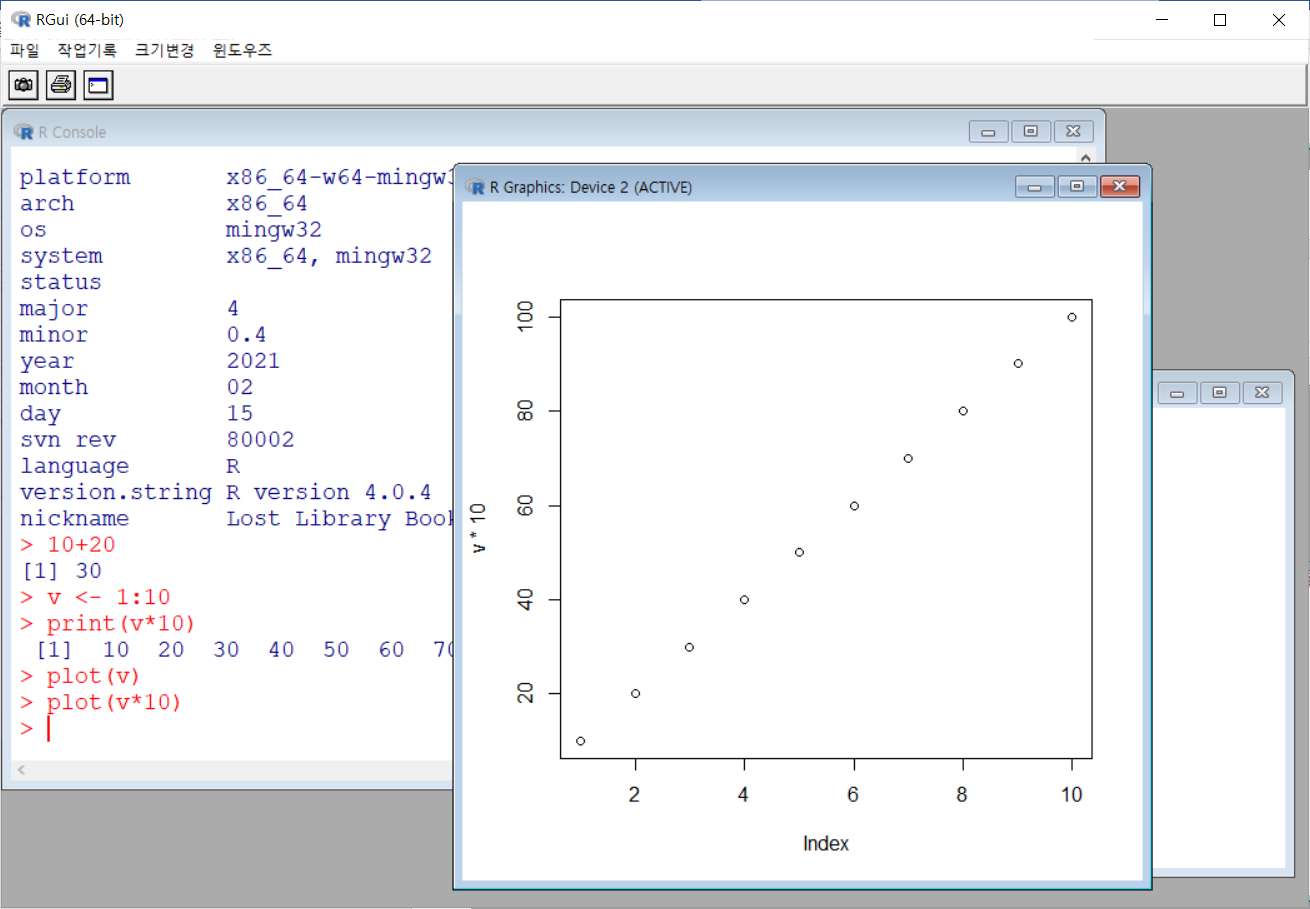 RGui (64-bit)
파일 작업기록 크기변경 윈도우즈
R Console
platform x86_64-w64-mingw
arch x86_64
os mingw32
system x86_64, mingw32
status
major 4
minor 0.4
year 2021
month 02
day 15
svn rev 80002
language R
version.string R version 4.0.4
nickname Lost Library Book
> 10+20
[1] 30
> v <- 1:10
> print(v*10)
[1] 10 20 30 40 50 60 70
> plot(v)
> plot(v*10)
>
R Graphics: Device 2 (ACTIVE)
100
80
60
40
20
v * 10
2 4 6 8 10
Index